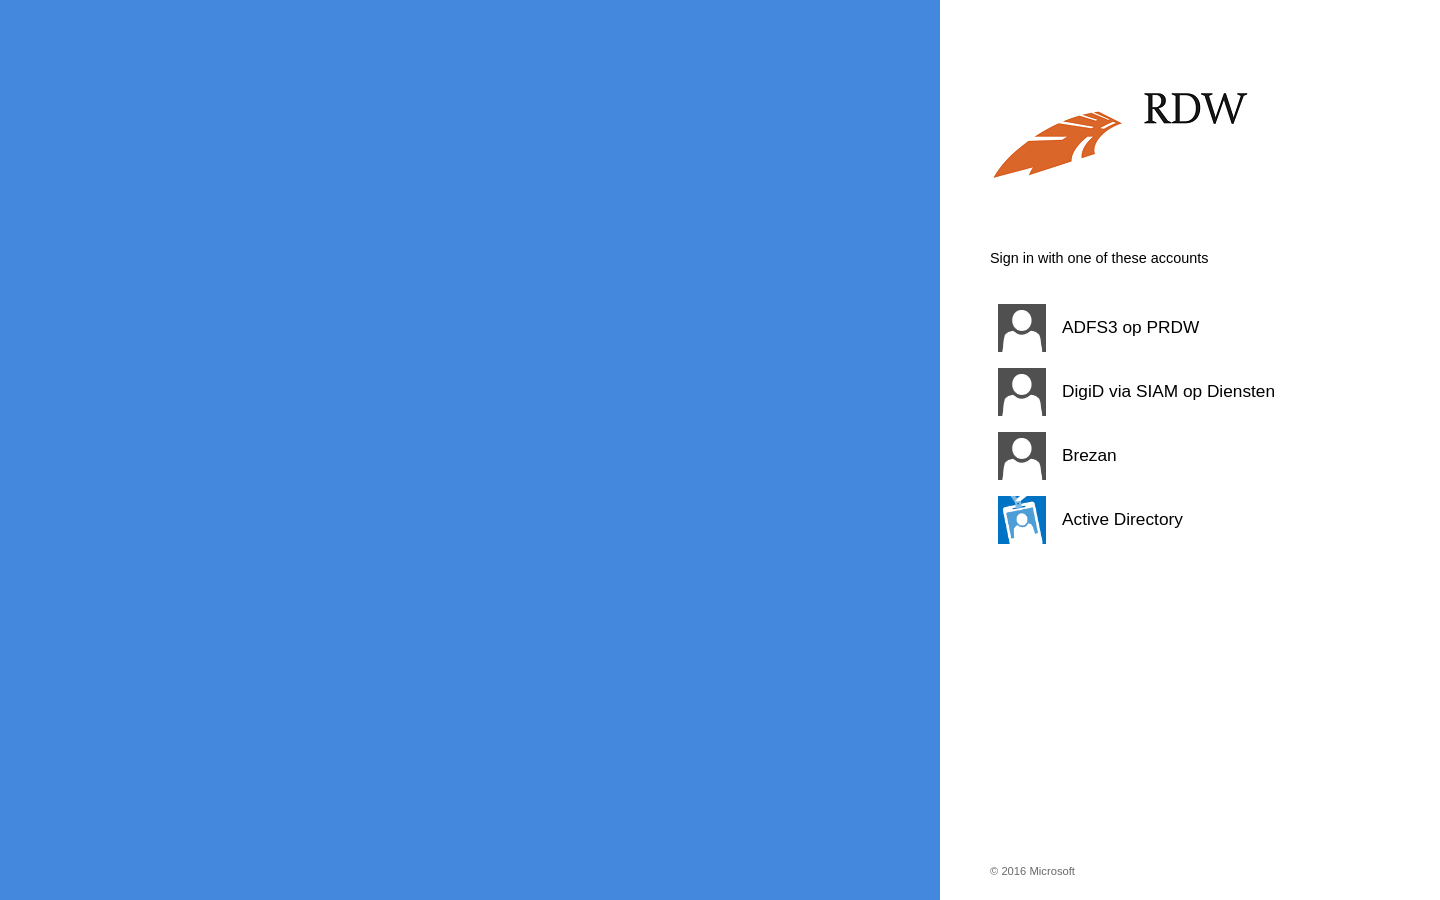 RDW
Sign in with one of these accounts
ADFS3 op PRDW
DigiD via SIAM op Diensten
Brezan
Active Directory
© 2016 Microsoft